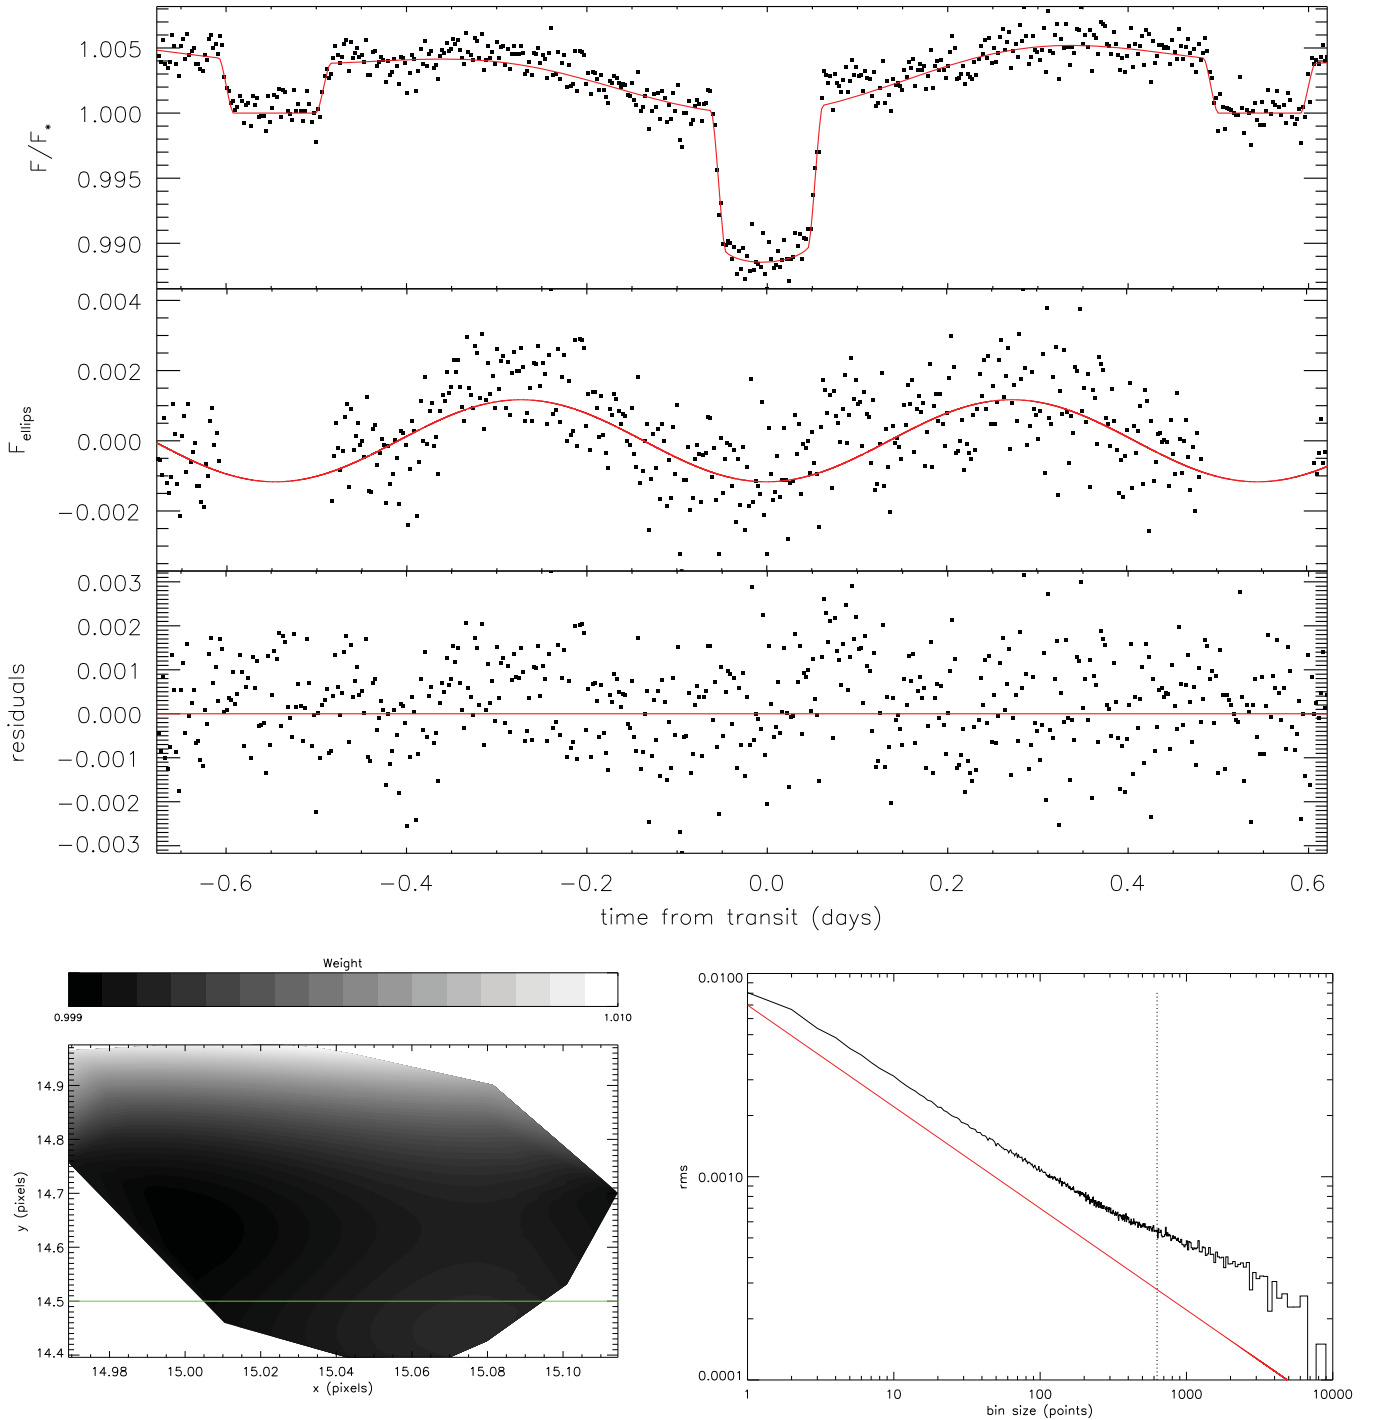 F/F*
1.005
1.000
0.995
0.990
F ellips
0.004
0.002
0.000
−0.002
residuals
0.003
0.002
0.001
0.000
−0.001
−0.002
−0.003
−0.6 −0.4 −0.2 0.0 0.2 0.4 0.6
time from transit (days)
Weight
0.999 1.010
y (pixels)
14.9
14.8
14.7
14.6
14.5
14.4
14.98 15.00 15.02 15.04 15.06 15.08 15.10
x (pixels)
rms
0.0100
0.0010
0.0001
1 10 100 1000 10000
bin size (points)